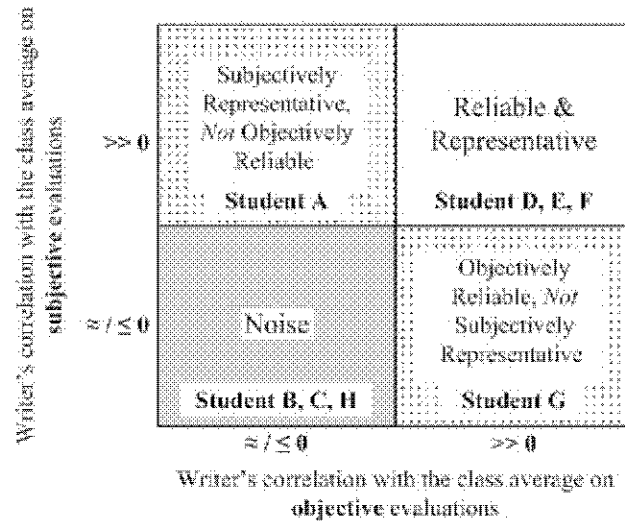 Writer's correlation with the class average on
subjective evaluations
>> 0
≈ / ≤ 0
Subjectively
Representative,
Not Objectively
Reliable
Student A
Reliable &
Representative
Student D, E, F
Noise
Student B, C, H
Objectively
Reliable, Not
Subjectively
Representative
Student G
≈ / ≤ 0
>> 0
Writer's correlation with the class average on
objective evaluations